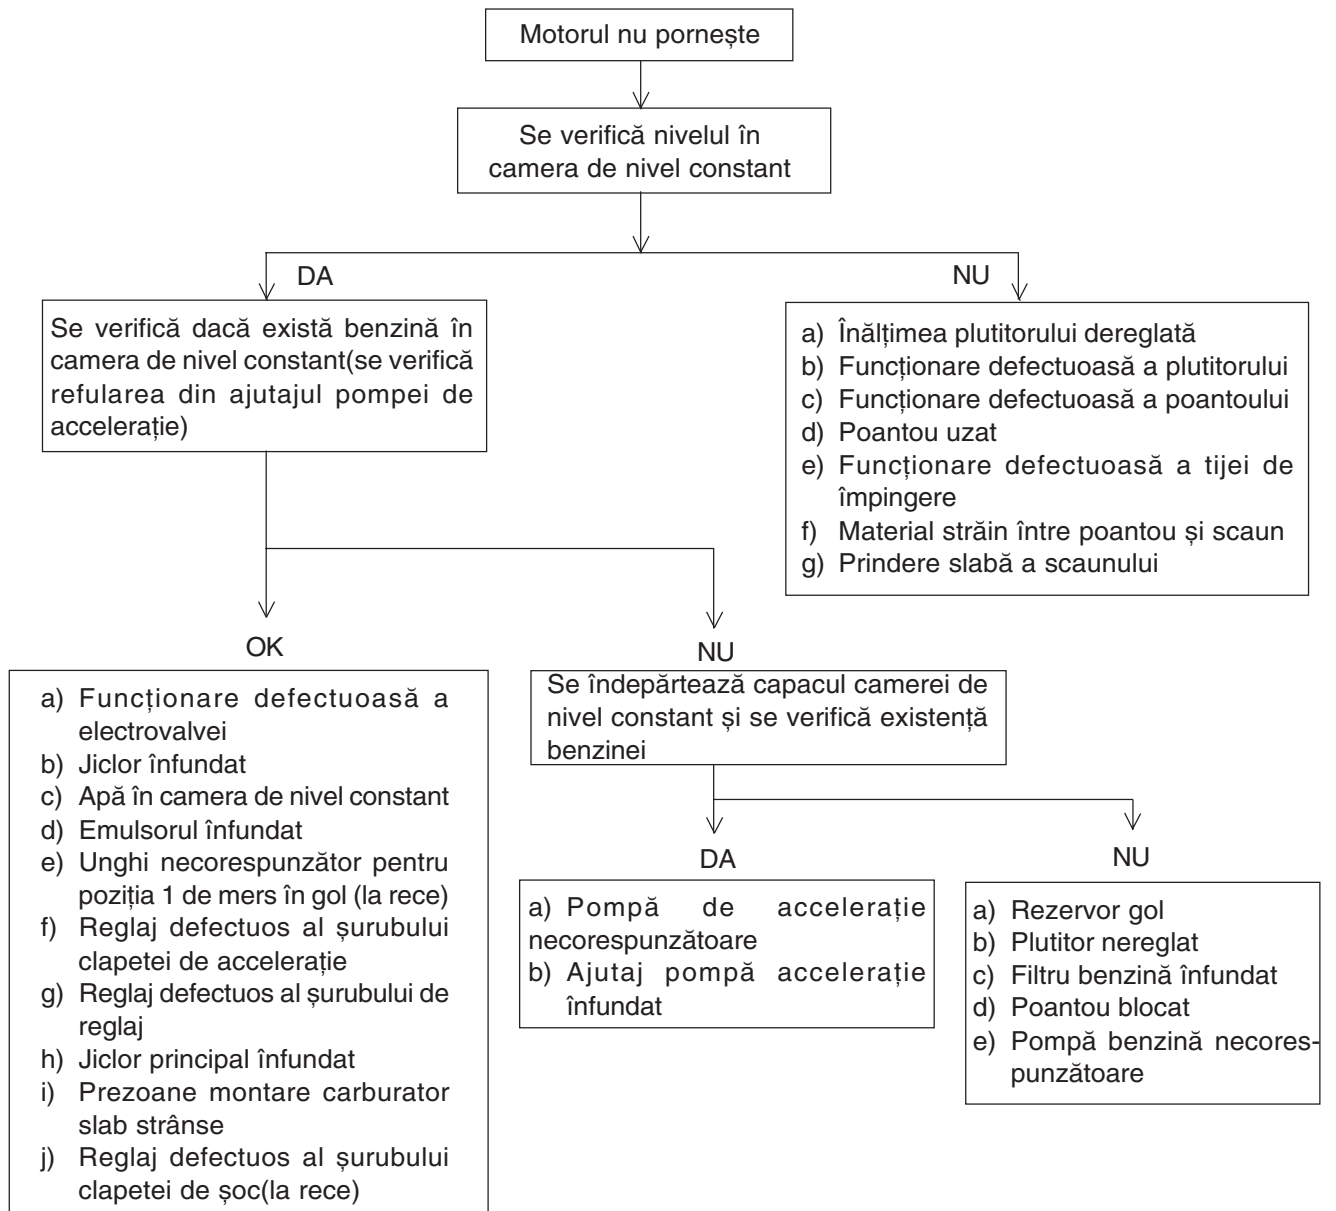 Motorul nu pornește
Se verifică nivelul în
camera de nivel constant
DA
NU
Se verifică dacă există benzină în
camera de nivel constant(se verifică
refularea din ajutajul pompei de
accelerație)
a) Înălțimea plutitorului dereglată
b) Funcționare defectuoasă a plutitorului
c) Funcționare defectuoasă a poantoului
d) Poantou uzat
e) Funcționare defectuoasă a tijei de
împingere
f) Material străin între poantou și scaun
g) Prindere slabă a scaunului
OK
NU
a) Funcționare defectuoasă a
electrovalvei
b) Jiclor înfundat
c) Apă în camera de nivel constant
d) Emulsorul înfundat
e) Unghi necorespunzător pentru
poziția 1 de mers în gol (la rece)
f) Reglaj defectuos al șurubului
clapetei de accelerație
g) Reglaj defectuos al șurubului de
reglaj
h) Jiclor principal înfundat
i) Prezoane montare carburator
slab strânse
j) Reglaj defectuos al șurubului
clapetei de șoc(la rece)
Se îndepărtează capacul camerei de
nivel constant și se verifică existență
benzinei
DA
NU
a) Pompă de accelerație
necorespunzătoare
b) Ajutaj pompă accelerație
înfundat
a) Rezervor gol
b) Plutitor nereglat
c) Filtru benzină înfundat
d) Poantou blocat
e) Pompă benzină necores-
punzătoare